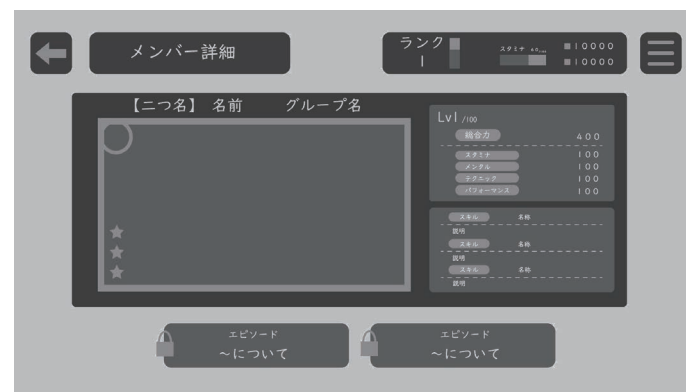 メンバー詳細
ランク
1
スタミナ
10000
10000
【二つ名】 名前 グループ名
Lv1 /100
総合力 400
スタミナ 100
メンタル 100
テクニック 100
パフォーマンス 100
スキル 名称
説明
スキル 名称
説明
スキル 名称
説明
エピソード
～について
エピソード
～について